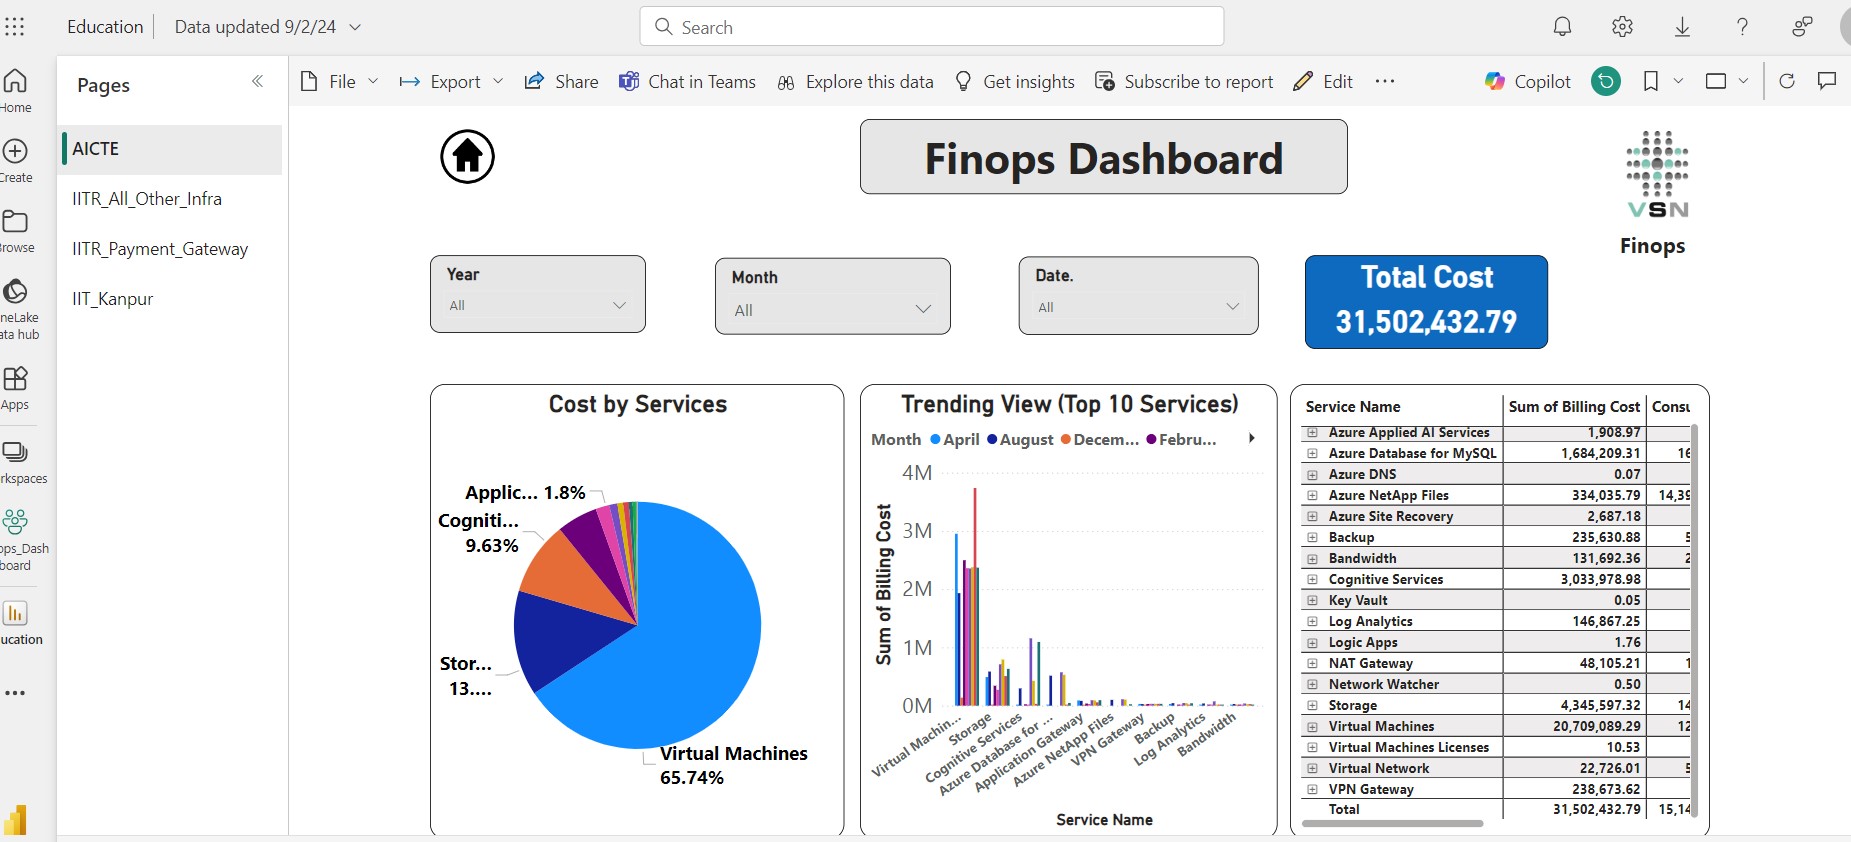 Education
Data updated 9/2/24
Search
Home
Create
Browse
OneLake
data hub
Apps
Workspaces
ops_Dash
board
ucation
Pages
AICTE
IITR_All_Other_Infra
IITR_Payment_Gateway
IIT_Kanpur
File
Export
Share
Chat in Teams
Explore this data
Get insights
Subscribe to report
Edit
Copilot
Finops Dashboard
VSN
Finops
Year
All
Month
All
Date.
All
Total Cost
31,502,432.79
Cost by Services
Applic... 1.8%
Cogniti...
9.63%
Stor...
13....
Virtual Machines
65.74%
Trending View (Top 10 Services)
Month April August Decem... Febru...
4M
3M
2M
1M
0M
Sum of Billing Cost
Virtual Machin...
Storage
Cognitive Services
Azure Database for ...
Application Gateway
Azure NetApp Files
VPN Gateway
Backup
Log Analytics
Bandwidth
Service Name
Service Name Sum of Billing Cost Consu
Azure Applied AI Services 1,908.97
Azure Database for MySQL 1,684,209.31 16
Azure DNS 0.07
Azure NetApp Files 334,035.79 14,39
Azure Site Recovery 2,687.18
Backup 235,630.88 5
Bandwidth 131,692.36 2
Cognitive Services 3,033,978.98
Key Vault 0.05
Log Analytics 146,867.25
Logic Apps 1.76
NAT Gateway 48,105.21 1
Network Watcher 0.50
Storage 4,345,597.32 14
Virtual Machines 20,709,089.29 12
Virtual Machines Licenses 10.53
Virtual Network 22,726.01 5
VPN Gateway 238,673.62
Total 31,502,432.79 15,14